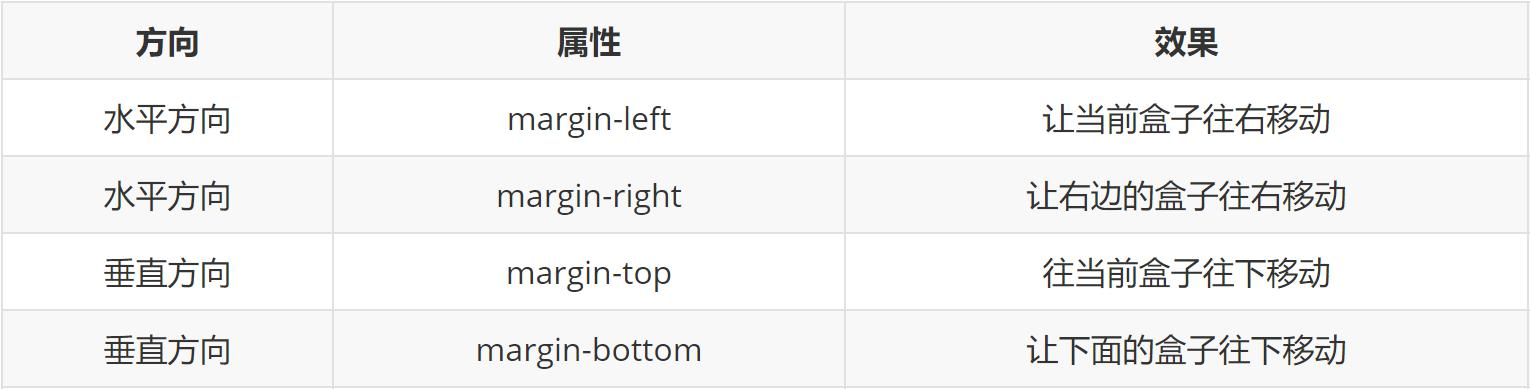 方向 属性 效果
水平方向 margin-left 让当前盒子往右移动
水平方向 margin-right 让右边的盒子往右移动
垂直方向 margin-top 往当前盒子往下移动
垂直方向 margin-bottom 让下面的盒子往下移动